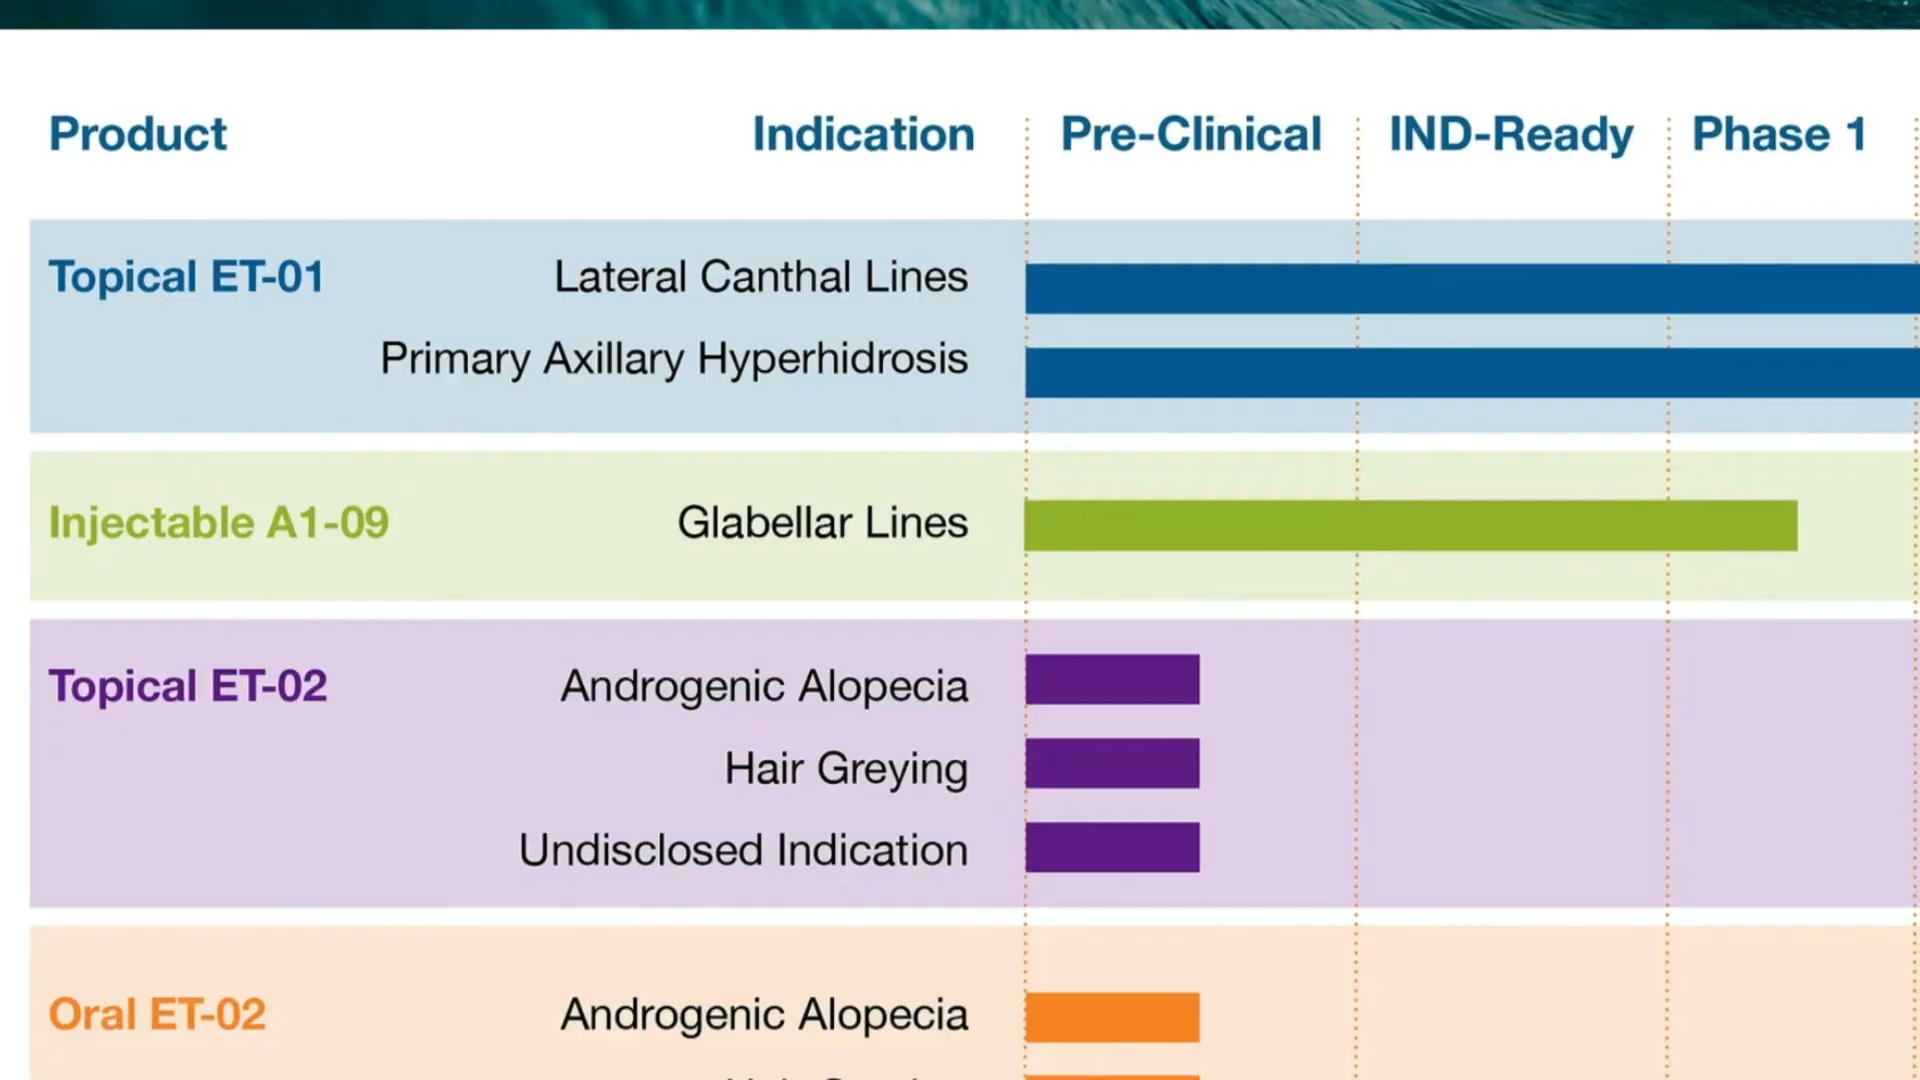 Product Indication Pre-Clinical IND-Ready Phase 1
Topical ET-01 Lateral Canthal Lines
Primary Axillary Hyperhidrosis
Injectable A1-09 Glabellar Lines
Topical ET-02 Androgenic Alopecia
Hair Greying
Undisclosed Indication
Oral ET-02 Androgenic Alopecia